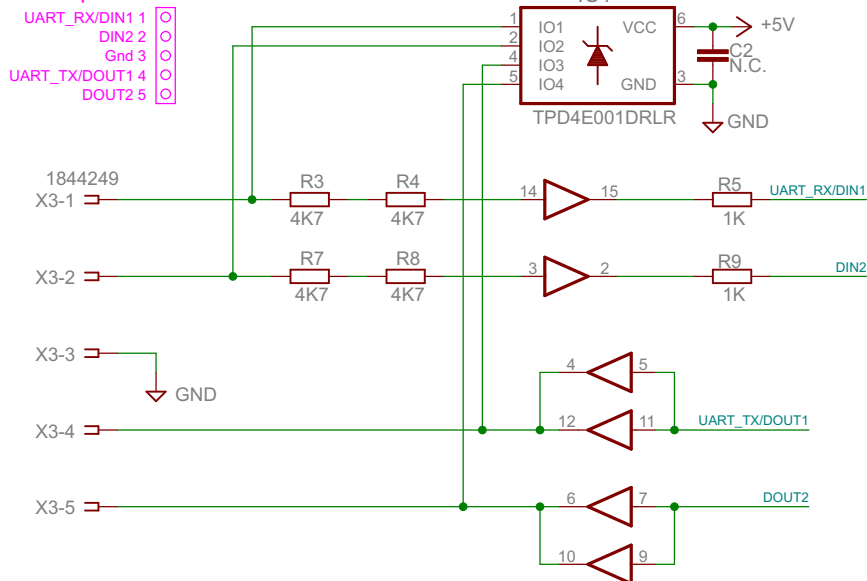 UART_RX/DIN1 1
DIN2 2
Gnd 3
UART_TX/DOUT1 4
DOUT2 5
1 IO1 VCC 6 +5V
2 IO2
4 IO3
5 IO4 GND 3
C2
N.C.
TPD4E001DRLR
GND
1844249
X3-1 R3 R4 14 15 R5 UART_RX/DIN1
4K7 4K7 1K
X3-2 R7 R8 3 2 R9 DIN2
4K7 4K7 1K
X3-3
GND
4 5
X3-4 12 11 UART_TX/DOUT1
X3-5 6 7 DOUT2
10 9